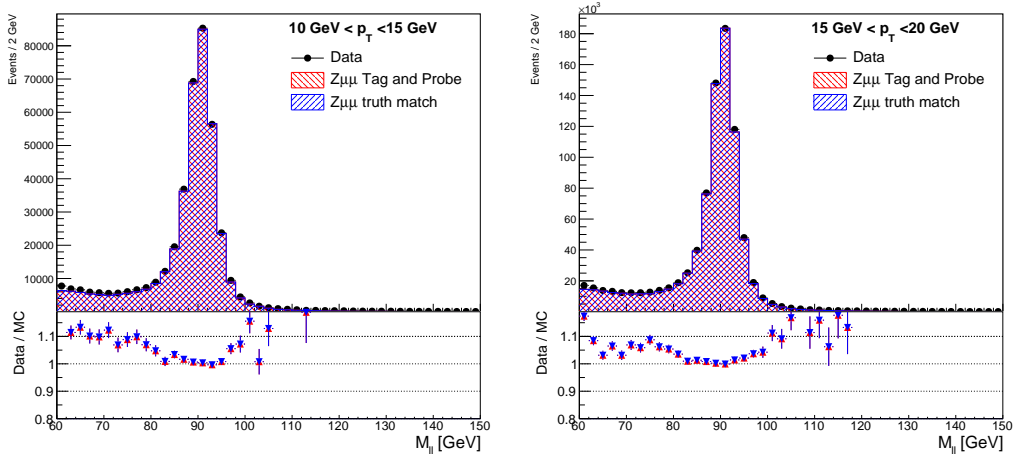 10 GeV < p_T <15 GeV
Data
Zμμ Tag and Probe
Zμμ truth match
Events / 2 GeV
80000
70000
60000
50000
40000
30000
20000
10000
Data / MC
1.1
1
0.9
0.8
60 70 80 90 100 110 120 130 140 150
M_ll [GeV]
×10³
15 GeV < p_T <20 GeV
Data
Zμμ Tag and Probe
Zμμ truth match
Events / 2 GeV
180
160
140
120
100
80
60
40
20
Data / MC
1.1
1
0.9
0.8
60 70 80 90 100 110 120 130 140 150
M_ll [GeV]